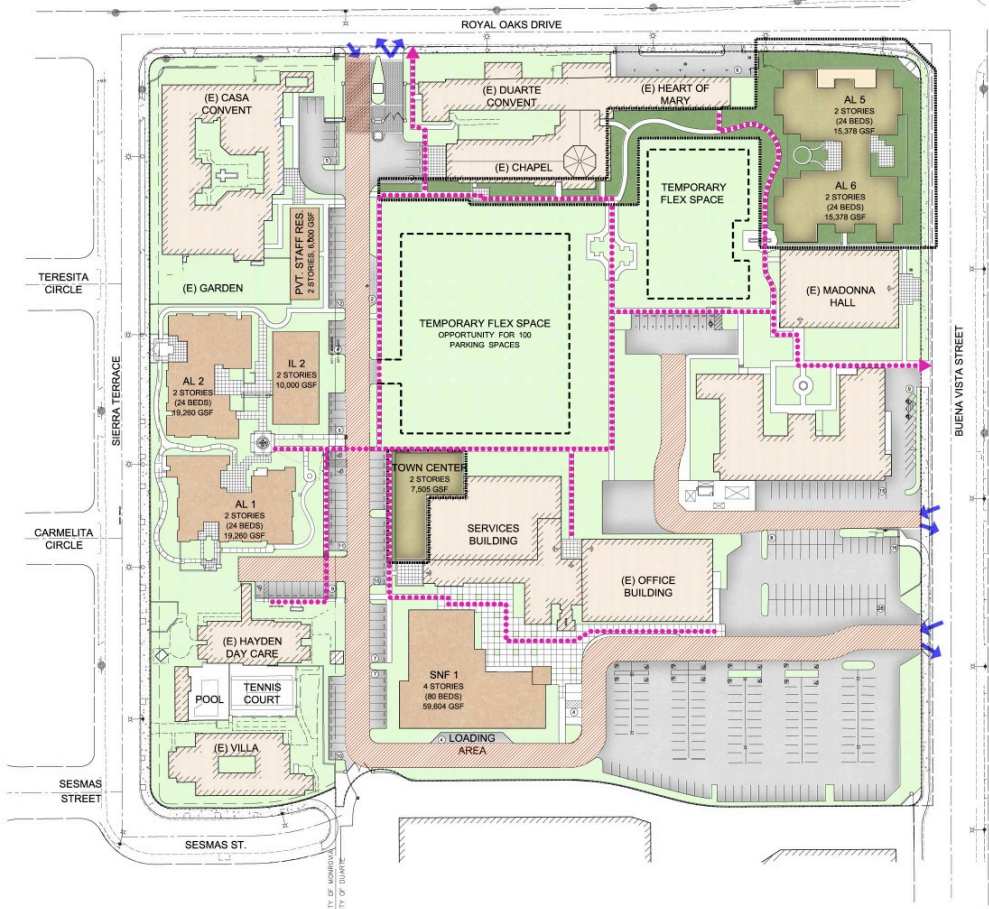 ROYAL OAKS DRIVE
(E) CASA
CONVENT
(E) DUARTE
CONVENT
(E) HEART OF
MARY
AL 5
2 STORIES
(24 BEDS)
15,378 GSF
(E) CHAPEL
TEMPORARY
FLEX SPACE
AL 6
2 STORIES
(24 BEDS)
15,378 GSF
PVT. STAFF RES.
2 STORIES, 6,000 GSF
TERESITA
CIRCLE
(E) GARDEN
(E) MADONNA
HALL
TEMPORARY FLEX SPACE
OPPORTUNITY FOR 100
PARKING SPACES
SIERRA TERRACE
BUENA VISTA STREET
AL 2
2 STORIES
(24 BEDS)
19,260 GSF
IL 2
2 STORIES
10,000 GSF
TOWN CENTER
2 STORIES
7,505 GSF
AL 1
2 STORIES
(24 BEDS)
19,260 GSF
CARMELITA
CIRCLE
SERVICES
BUILDING
(E) OFFICE
BUILDING
(E) HAYDEN
DAY CARE
SNF 1
4 STORIES
(80 BEDS)
59,604 GSF
POOL
TENNIS
COURT
LOADING
AREA
(E) VILLA
SESMAS
STREET
SESMAS ST.
TY OF MONROVIA
TY OF DUARTE